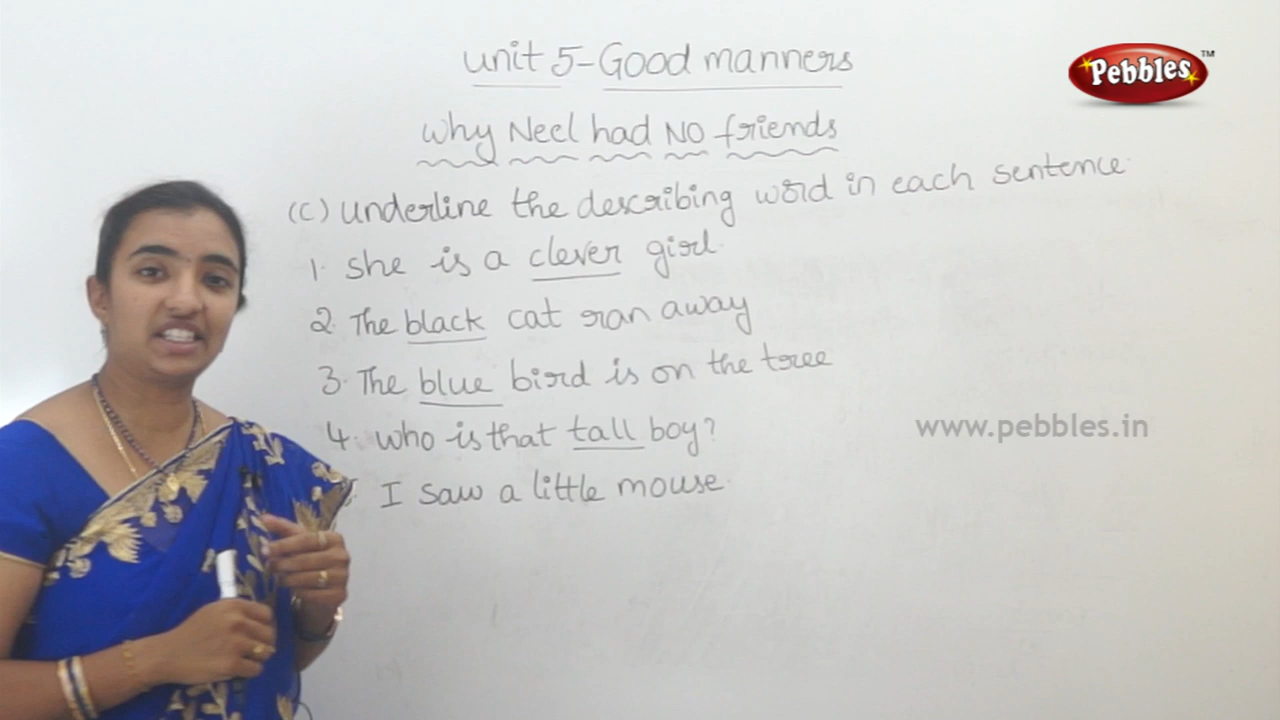 unit 5-Good manners
Pebbles™
why Neel had NO friends
(C) underline the describing word in each sentence.
1. she is a clever girl.
2. The black cat ran away
3. The blue bird is on the tree
4. who is that tall boy?
www.pebbles.in
I saw a little mouse.